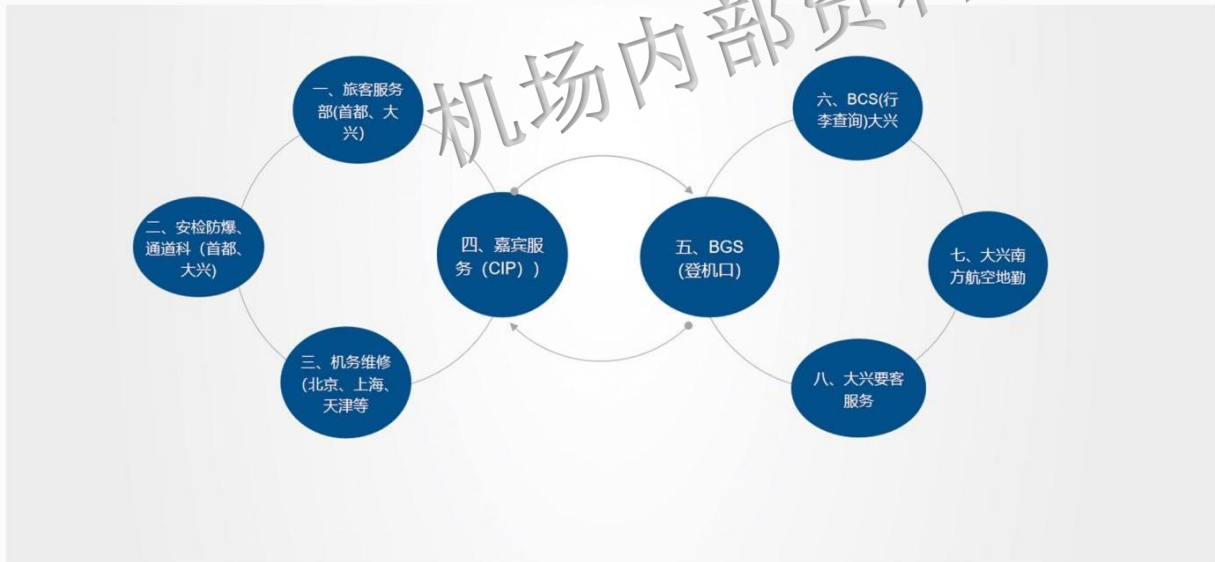 机场内部资料
一、旅客服务
部(首都、大
兴)
二、安检防爆、
通道科（首都、
大兴)
三、机务维修
(北京、上海、
天津等
四、嘉宾服
务（CIP））
五、BGS
(登机口)
六、BCS(行
李查询)大兴
七、大兴南
方航空地勤
八、大兴要客
服务